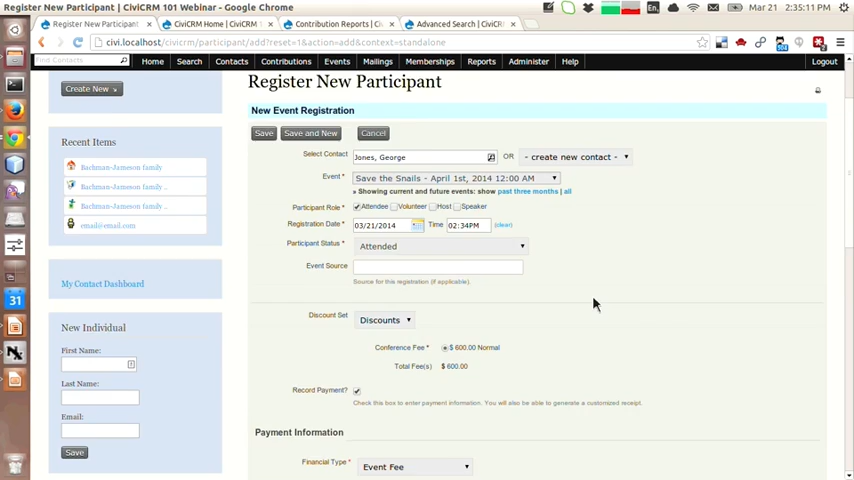 Register New Participant | CiviCRM 101 Webinar - Google Chrome
En
Mar 21 2:35:11 PM
Register New Participant
CiviCRM Home | CiviCRM
Contribution Reports | C
Advanced Search | CiviCR
civi.localhost/civicrm/participant/add?reset=1&action=add&context=standalone
Find Contacts
Home Search Contacts Contributions Events Mailings Memberships Reports Administer Help Logout
Create New
Register New Participant
New Event Registration
Save Save and New Cancel
Recent Items
Bachman-Jameson family
Bachman-Jameson family ..
Bachman-Jameson family ..
email@email.com
Select Contact Jones, George OR - create new contact -
Event * Save the Snails - April 1st, 2014 12:00 AM
» Showing current and future events: show past three months | all
Participant Role * Attendee Volunteer Host Speaker
Registration Date * 03/21/2014 Time 02:34PM (clear)
Participant Status * Attended
Event Source
Source for this registration (if applicable).
My Contact Dashboard
New Individual
First Name:
Last Name:
Email:
Save
Discount Set Discounts
Conference Fee * $ 600.00 Normal
Total Fee(s) $ 600.00
Record Payment?
Check this box to enter payment information. You will also be able to generate a customized receipt.
Payment Information
Financial Type * Event Fee
31